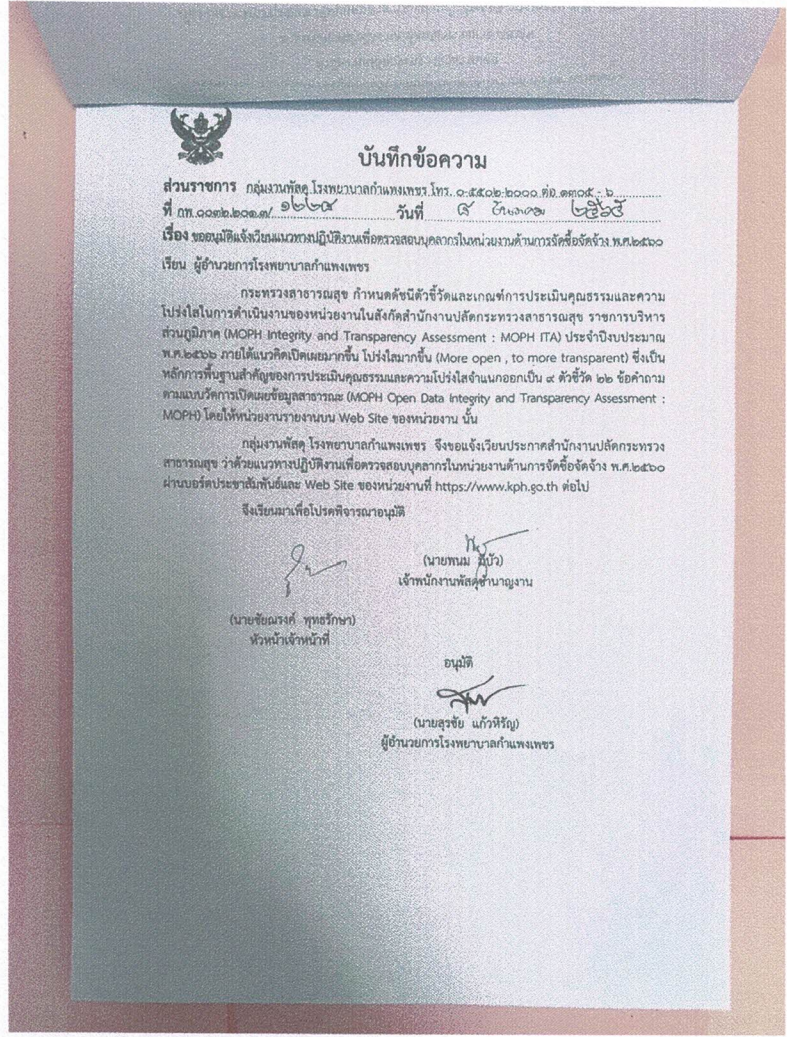 บันทึกข้อความ
ส่วนราชการ กลุ่มงานพัสดุ โรงพยาบาลกำแพงเพชร โทร. ๐-๕๕๐๒-๒๐๐๐ ต่อ ๑๓๐๕ - ๖
ที่ กพ ๐๐๓๒.๒๐๑.๓/ ๑๒๒๕ วันที่ ๘ ธันวาคม ๒๕๖๕
เรื่อง ขออนุมัติแจ้งเวียนแนวทางปฏิบัติงานเพื่อตรวจสอบบุคลากรในหน่วยงานด้านการจัดซื้อจัดจ้าง พ.ศ.๒๕๖๐
เรียน ผู้อำนวยการโรงพยาบาลกำแพงเพชร
กระทรวงสาธารณสุข กำหนดดัชนีตัวชี้วัดและเกณฑ์การประเมินคุณธรรมและความ
โปร่งใสในการดำเนินงานของหน่วยงานในสังกัดสำนักงานปลัดกระทรวงสาธารณสุข ราชการบริหาร
ส่วนภูมิภาค (MOPH Integrity and Transparency Assessment : MOPH ITA) ประจำปีงบประมาณ
พ.ศ.๒๕๖๖ ภายใต้แนวคิดเปิดเผยมากขึ้น โปร่งใสมากขึ้น (More open , to more transparent) ซึ่งเป็น
หลักการพื้นฐานสำคัญของการประเมินคุณธรรมและความโปร่งใสจำแนกออกเป็น ๙ ตัวชี้วัด ๒๒ ข้อคำถาม
ตามแบบวัดการเปิดเผยข้อมูลสาธารณะ (MOPH Open Data Integrity and Transparency Assessment :
MOPH) โดยให้หน่วยงานรายงานบน Web Site ของหน่วยงาน นั้น
กลุ่มงานพัสดุ โรงพยาบาลกำแพงเพชร จึงขอแจ้งเวียนประกาศสำนักงานปลัดกระทรวง
สาธารณสุข ว่าด้วยแนวทางปฏิบัติงานเพื่อตรวจสอบบุคลากรในหน่วยงานด้านการจัดซื้อจัดจ้าง พ.ศ.๒๕๖๐
ผ่านบอร์ดประชาสัมพันธ์และ Web Site ของหน่วยงานที่ https://www.kph.go.th ต่อไป
จึงเรียนมาเพื่อโปรดพิจารณาอนุมัติ
(นายพนม ภู่บัว)
เจ้าพนักงานพัสดุชำนาญงาน
(นายชัยณรงค์ พุทธรักษา)
หัวหน้าเจ้าหน้าที่
อนุมัติ
(นายสุรชัย แก้วหิรัญ)
ผู้อำนวยการโรงพยาบาลกำแพงเพชร